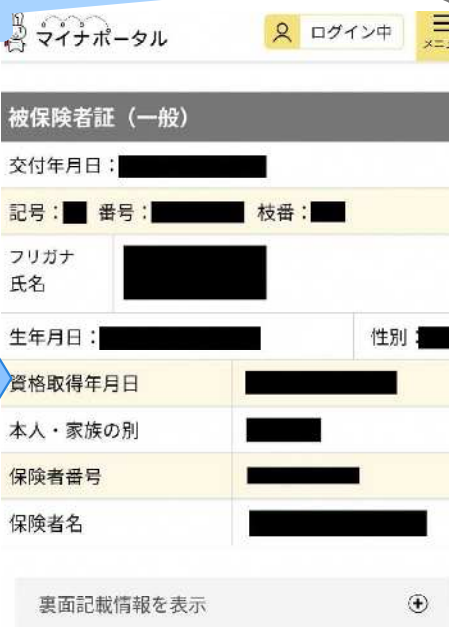 マイナポータル
ログイン中
メニュー
被保険者証（一般）
交付年月日：
記号： 番号： 枝番：
フリガナ
氏名
生年月日： 性別：
資格取得年月日
本人・家族の別
保険者番号
保険者名
裏面記載情報を表示